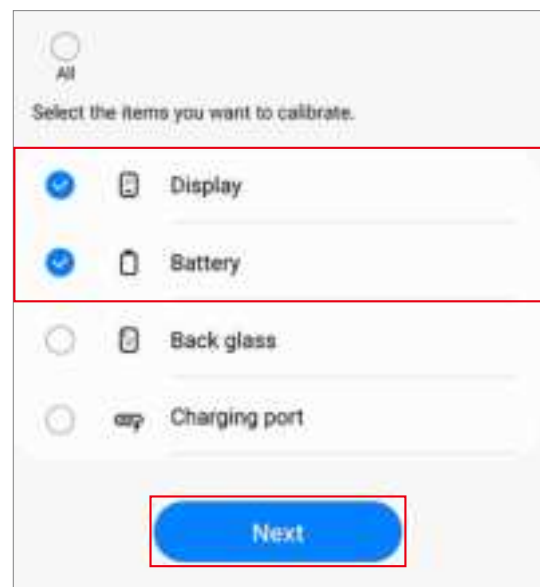 All
Select the items you want to calibrate.
Display
Battery
Back glass
Charging port
Next